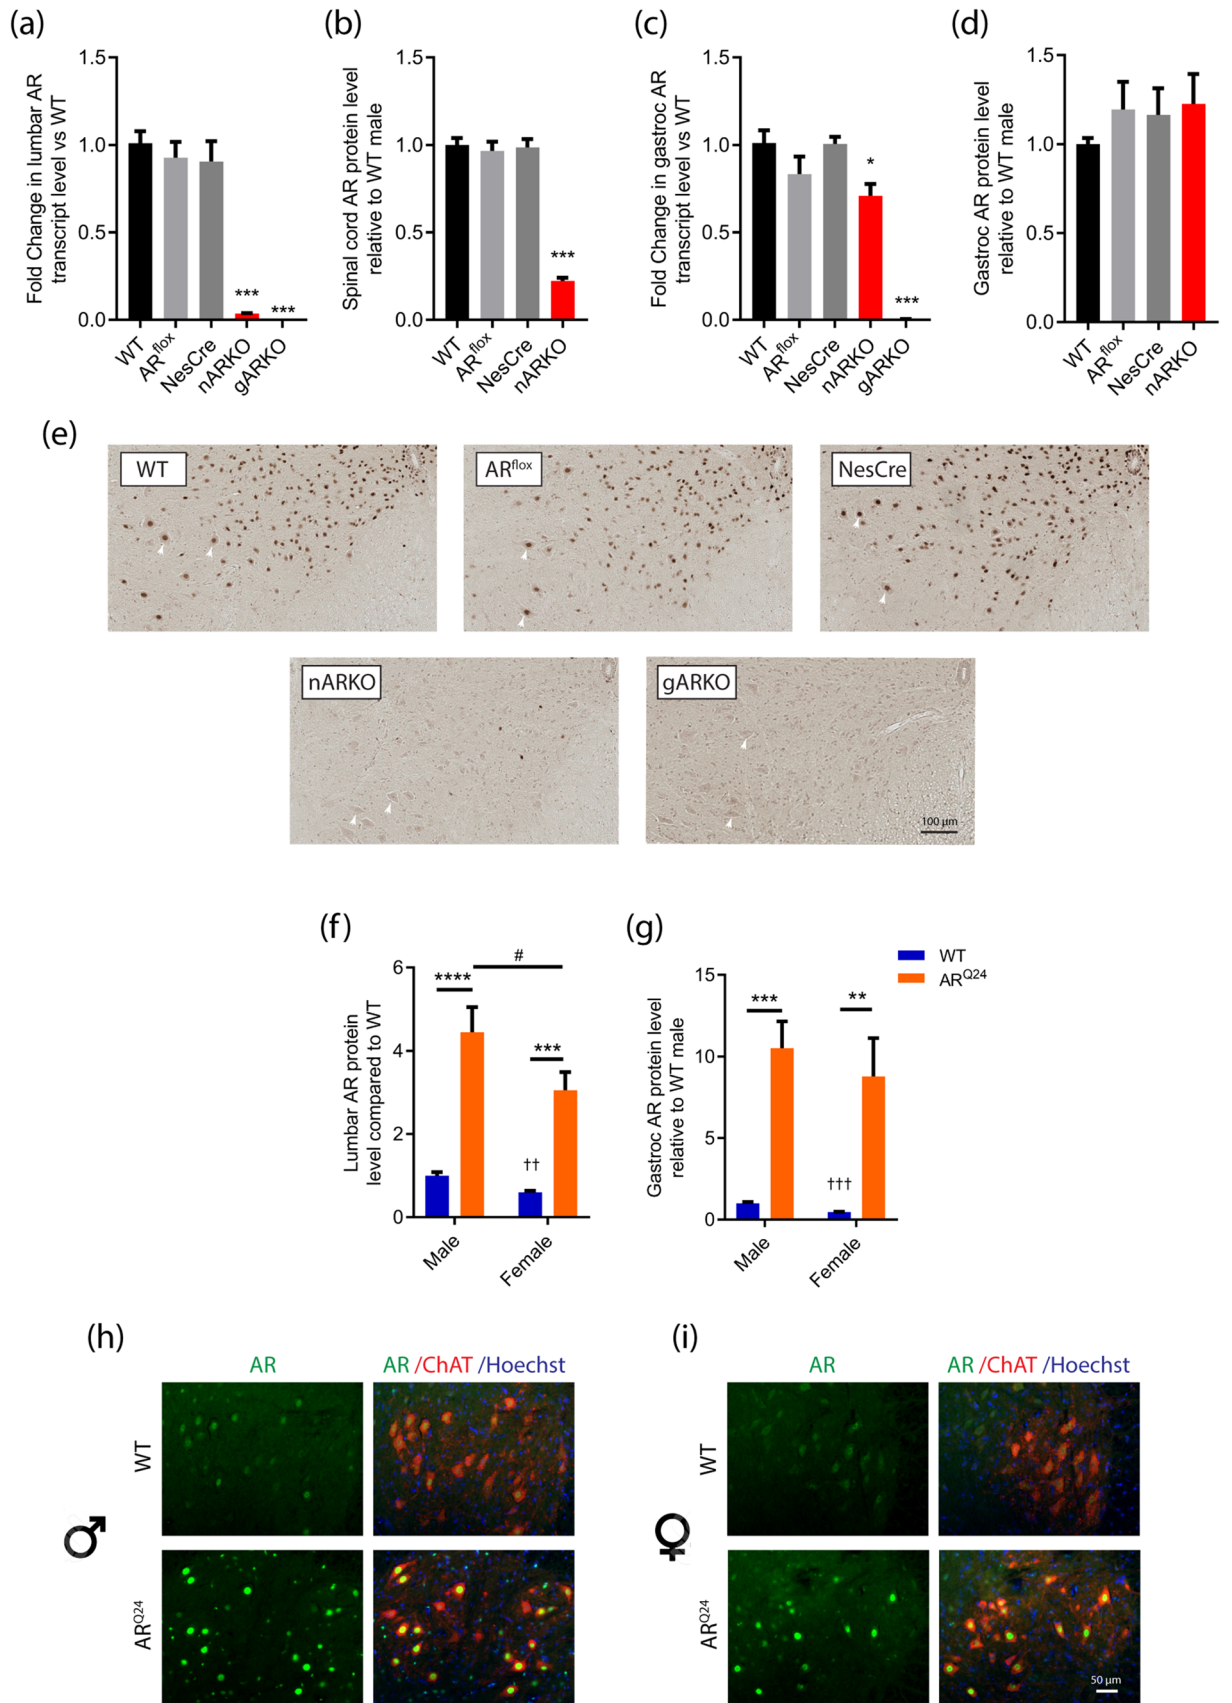 (a)
Fold Change in lumbar AR
transcript level vs WT
1.5
1.0
0.5
0.0
***
***
WT
ARflox
NesCre
nARKO
gARKO
(b)
Spinal cord AR protein level
relative to WT male
1.5
1.0
0.5
0.0
***
WT
ARflox
NesCre
nARKO
(c)
Fold Change in gastroc AR
transcript level vs WT
1.5
1.0
0.5
0.0
*
***
WT
ARflox
NesCre
nARKO
gARKO
(d)
Gastroc AR protein level
relative to WT male
1.5
1.0
0.5
0.0
WT
ARflox
NesCre
nARKO
(e)
WT
ARflox
NesCre
nARKO
gARKO
100 µm
(f)
Lumbar AR protein
level compared to WT
6
4
2
0
****
#
***
††
Male
Female
(g)
Gastroc AR protein level
relative to WT male
15
10
5
0
***
**
†††
Male
Female
WT
ARQ24
(h)
AR
AR /ChAT /Hoechst
WT
♂
ARQ24
(i)
AR
AR /ChAT /Hoechst
WT
♀
ARQ24
50 µm